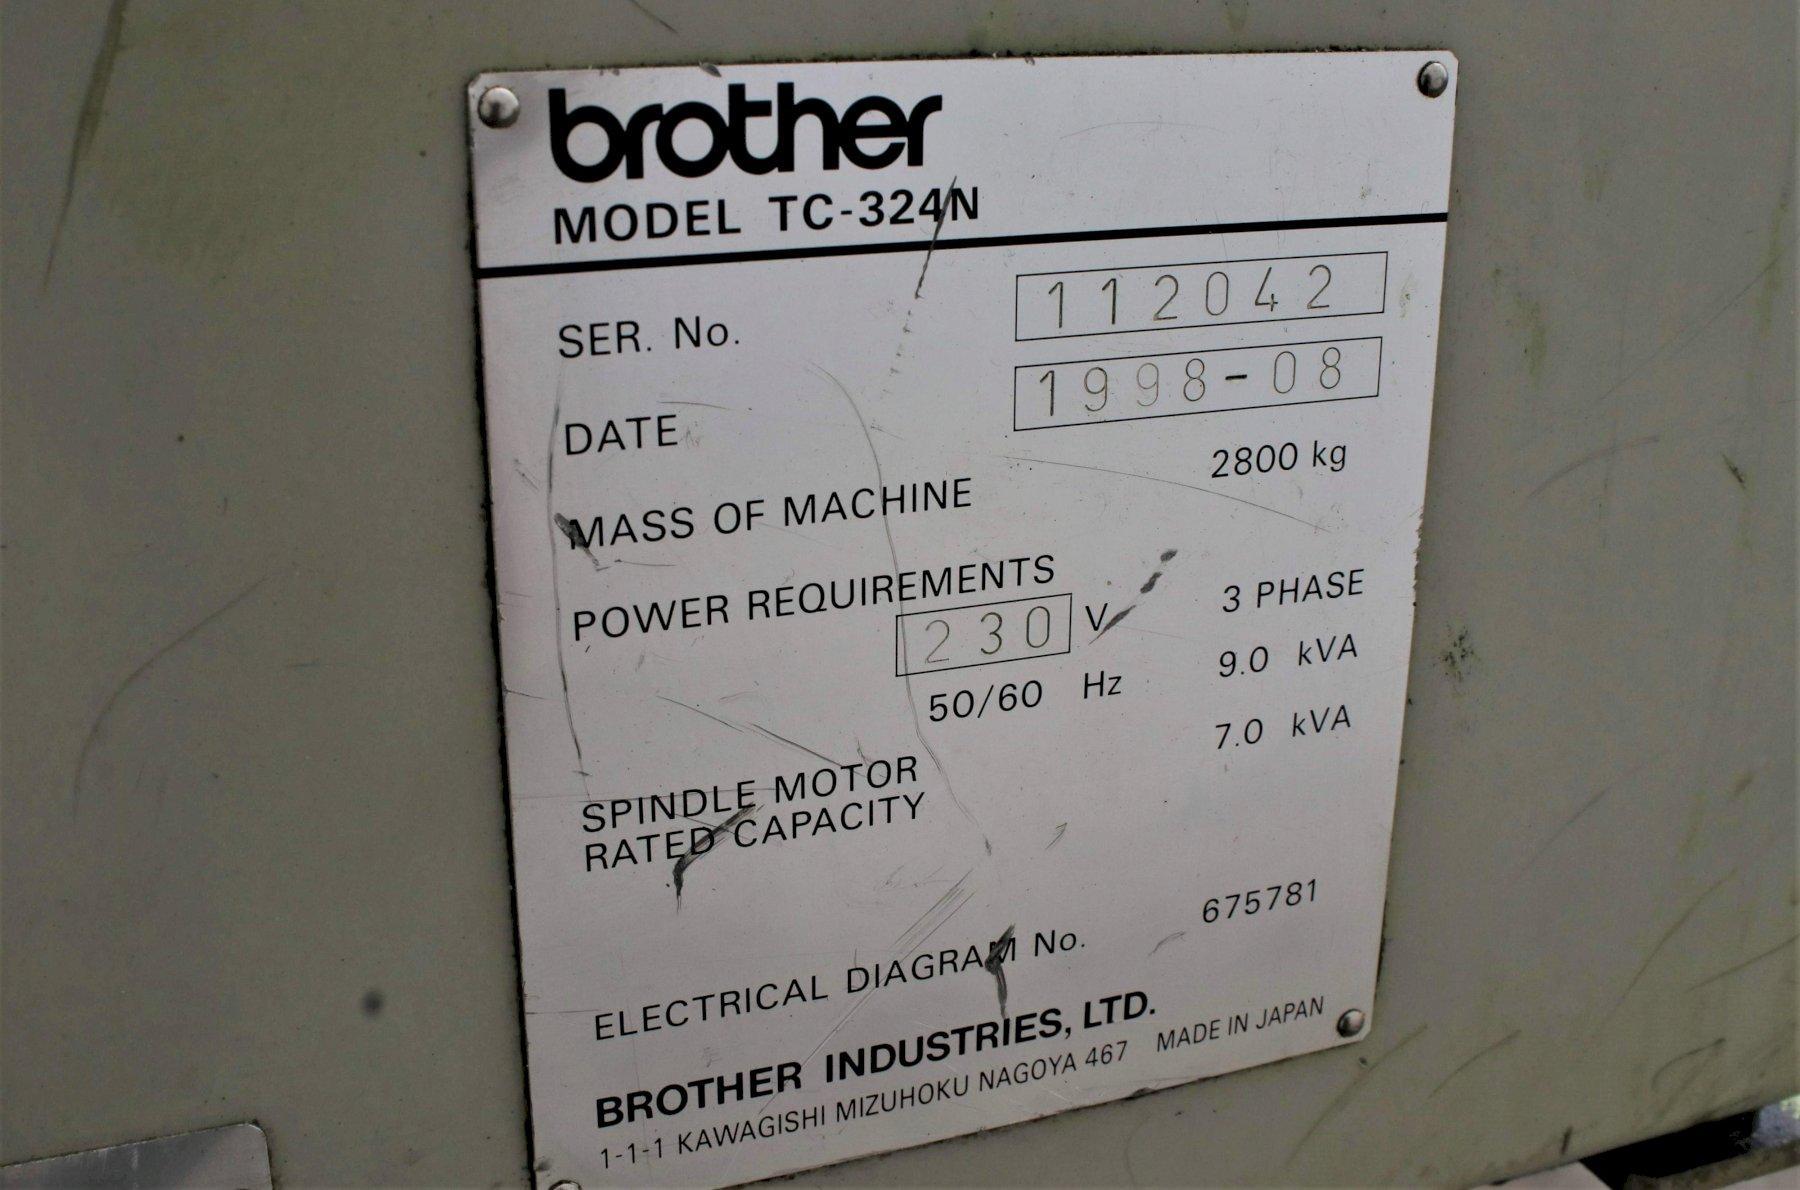 brother
MODEL TC-324N
SER. No. 112042
DATE 1998-08
MASS OF MACHINE 2800 kg
POWER REQUIREMENTS
230 V 3 PHASE
50/60 Hz 9.0 kVA
7.0 kVA
SPINDLE MOTOR
RATED CAPACITY
ELECTRICAL DIAGRAM No. 675781
BROTHER INDUSTRIES, LTD.
1-1-1 KAWAGISHI MIZUHOKU NAGOYA 467 MADE IN JAPAN